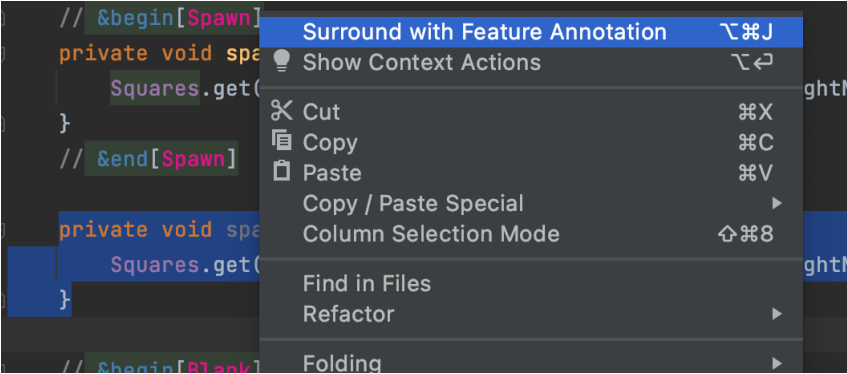 // &begin[Spawn]
private void spa
Squares.get( ghtM
}
// &end[Spawn]
private void spa
Squares.get( ghtM
}
// &begin[Blank]
Surround with Feature Annotation ⌥⌘J
Show Context Actions ⌥⏎
Cut ⌘X
Copy ⌘C
Paste ⌘V
Copy / Paste Special
Column Selection Mode ⇧⌘8
Find in Files
Refactor
Folding